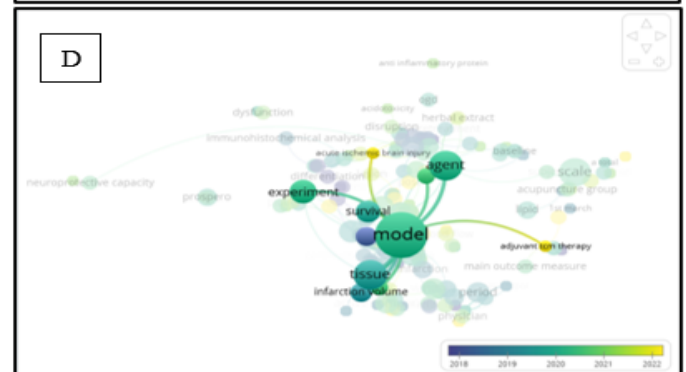 D
anti inflammatory protein
dysfunction
acidotoxicity
herbal extract
disruption
immunohistochemical analysis
acute ischemic brain injury
baseline
agent
differentiation
scale
neuroprotective capacity
experiment
acupuncture group
prospero
survival
lipid
1st march
model
adjuvant tcm therapy
tissue
infarction
main outcome measure
infarction volume
period
physician
2018 2019 2020 2021 2022